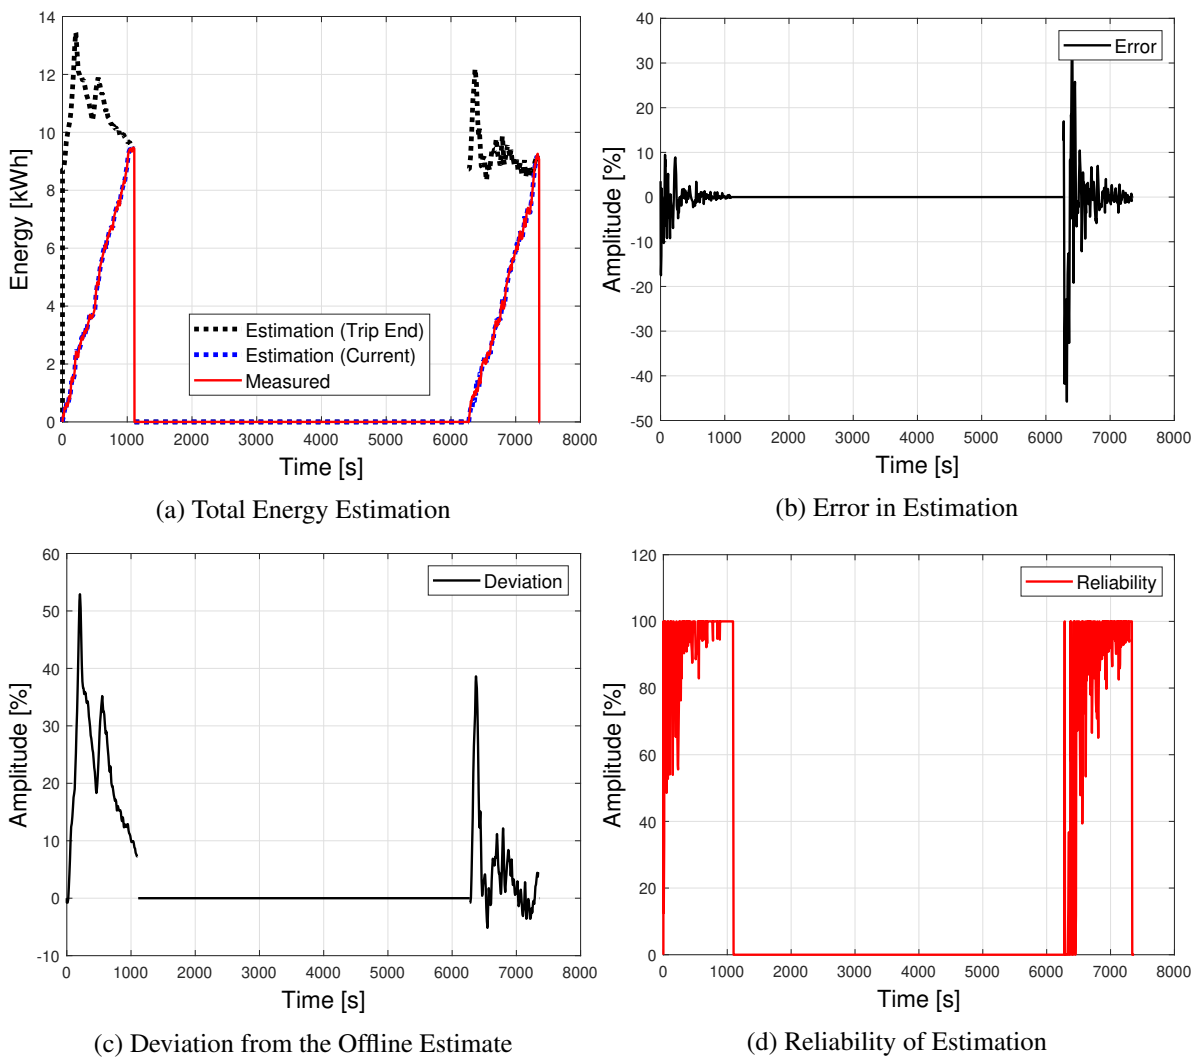 14
12
10
8
6
4
2
0
Energy [kWh]
Estimation (Trip End)
Estimation (Current)
Measured
0 1000 2000 3000 4000 5000 6000 7000 8000
Time [s]
(a) Total Energy Estimation
40
30
20
10
0
-10
-20
-30
-40
-50
Amplitude [%]
Error
0 1000 2000 3000 4000 5000 6000 7000 8000
Time [s]
(b) Error in Estimation
60
50
40
30
20
10
0
-10
Amplitude [%]
Deviation
0 1000 2000 3000 4000 5000 6000 7000 8000
Time [s]
(c) Deviation from the Offline Estimate
120
100
80
60
40
20
0
Amplitude [%]
Reliability
0 1000 2000 3000 4000 5000 6000 7000 8000
Time [s]
(d) Reliability of Estimation